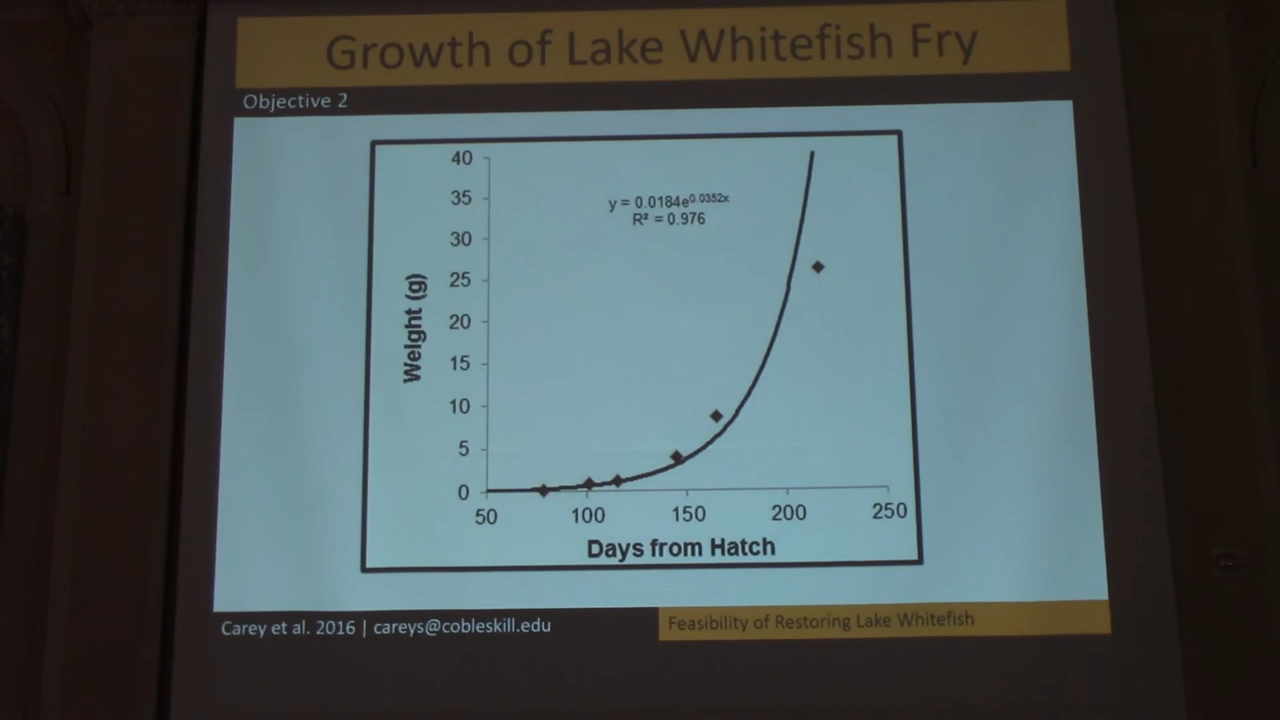 Growth of Lake Whitefish Fry
Objective 2
40
35
30
25
20
15
10
5
0
Weight (g)
y = 0.0184e^0.0352x
R² = 0.976
50 100 150 200 250
Days from Hatch
Carey et al. 2016 | careys@cobleskill.edu
Feasibility of Restoring Lake Whitefish